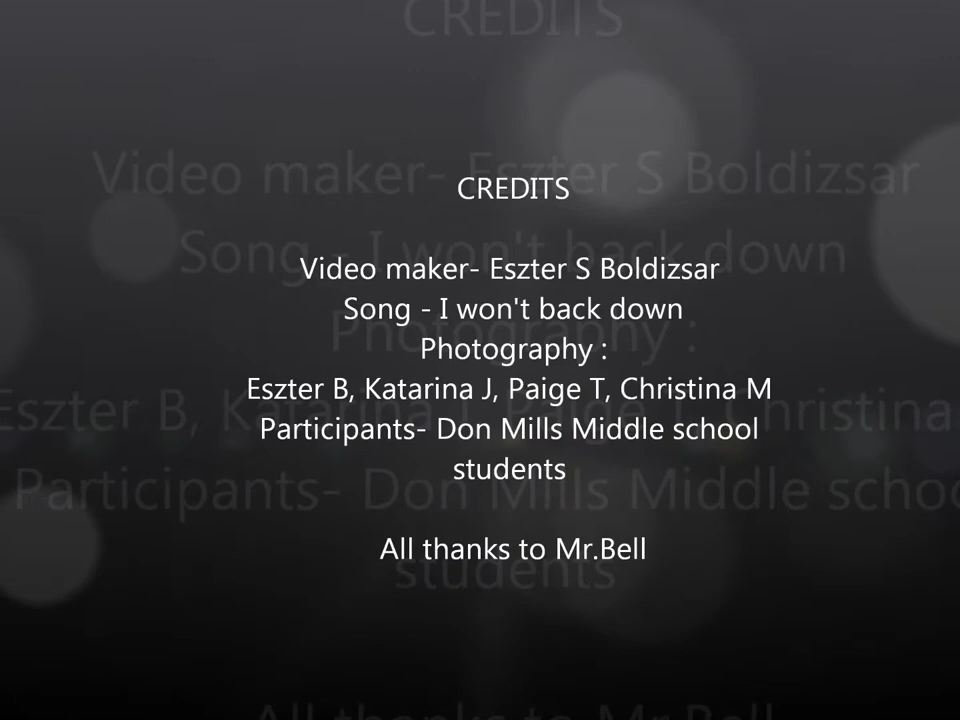 CREDITS
Video maker- Eszter S Boldizsar
Song - I won't back down
Photography :
Eszter B, Katarina J, Paige T, Christina M
Participants- Don Mills Middle school
students
All thanks to Mr.Bell